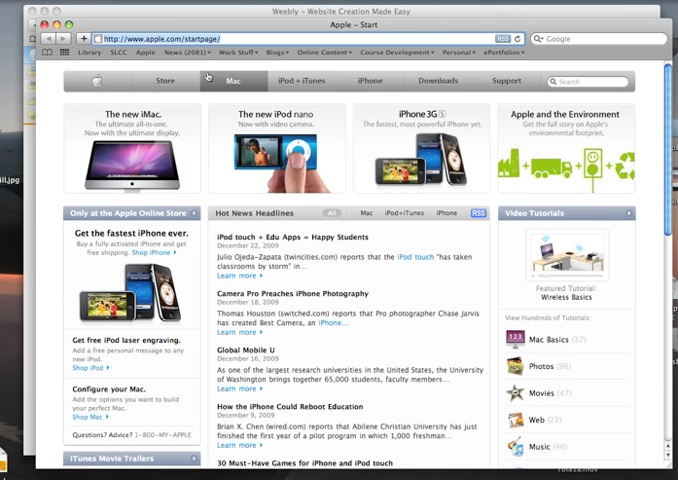 Weebly - Website Creation Made Easy
Apple - Start
http://www.apple.com/startpage/
RSS
Google
Library SLCC Apple News (2081) Work Stuff Blogs Online Content Course Development Personal ePortfolios
Store Mac iPod + iTunes iPhone Downloads Support Search
The new iMac.
The ultimate all-in-one.
Now with the ultimate display.
The new iPod nano
Now with video camera.
iPhone 3G S
The fastest, most powerful iPhone yet.
Apple and the Environment
Get the full story on Apple's
environmental footprint.
ill.jpg
Only at the Apple Online Store
Get the fastest iPhone ever.
Buy a fully activated iPhone and get
free shipping. Shop iPhone
Get free iPod laser engraving.
Add a free personal message to any
new iPod.
Shop iPod
Configure your Mac.
Add the options you want to build
your perfect Mac.
Shop Mac
Questions? Advice? 1-800-MY-APPLE
iTunes Movie Trailers
Hot News Headlines All Mac iPod+iTunes iPhone RSS
iPod touch + Edu Apps = Happy Students
December 22, 2009
Julio Ojeda-Zapata (twincities.com) reports that the iPod touch "has taken
classrooms by storm" in...
Learn more
Camera Pro Preaches iPhone Photography
December 18, 2009
Thomas Houston (switched.com) reports that Pro photographer Chase Jarvis
has created Best Camera, an iPhone...
Learn more
Global Mobile U
December 16, 2009
As one of the largest research universities in the United States, the University
of Washington brings together 65,000 students, faculty members...
Learn more
How the iPhone Could Reboot Education
December 9, 2009
Brian X. Chen (wired.com) reports that Abilene Christian University has just
finished the first year of a pilot program in which 1,000 freshman...
Learn more
30 Must-Have Games for iPhone and iPod touch
Video Tutorials
Featured Tutorial:
Wireless Basics
View Hundreds of Tutorials:
123
Mac Basics (37)
Photos (86)
Movies (47)
Web (22)
Music (46)